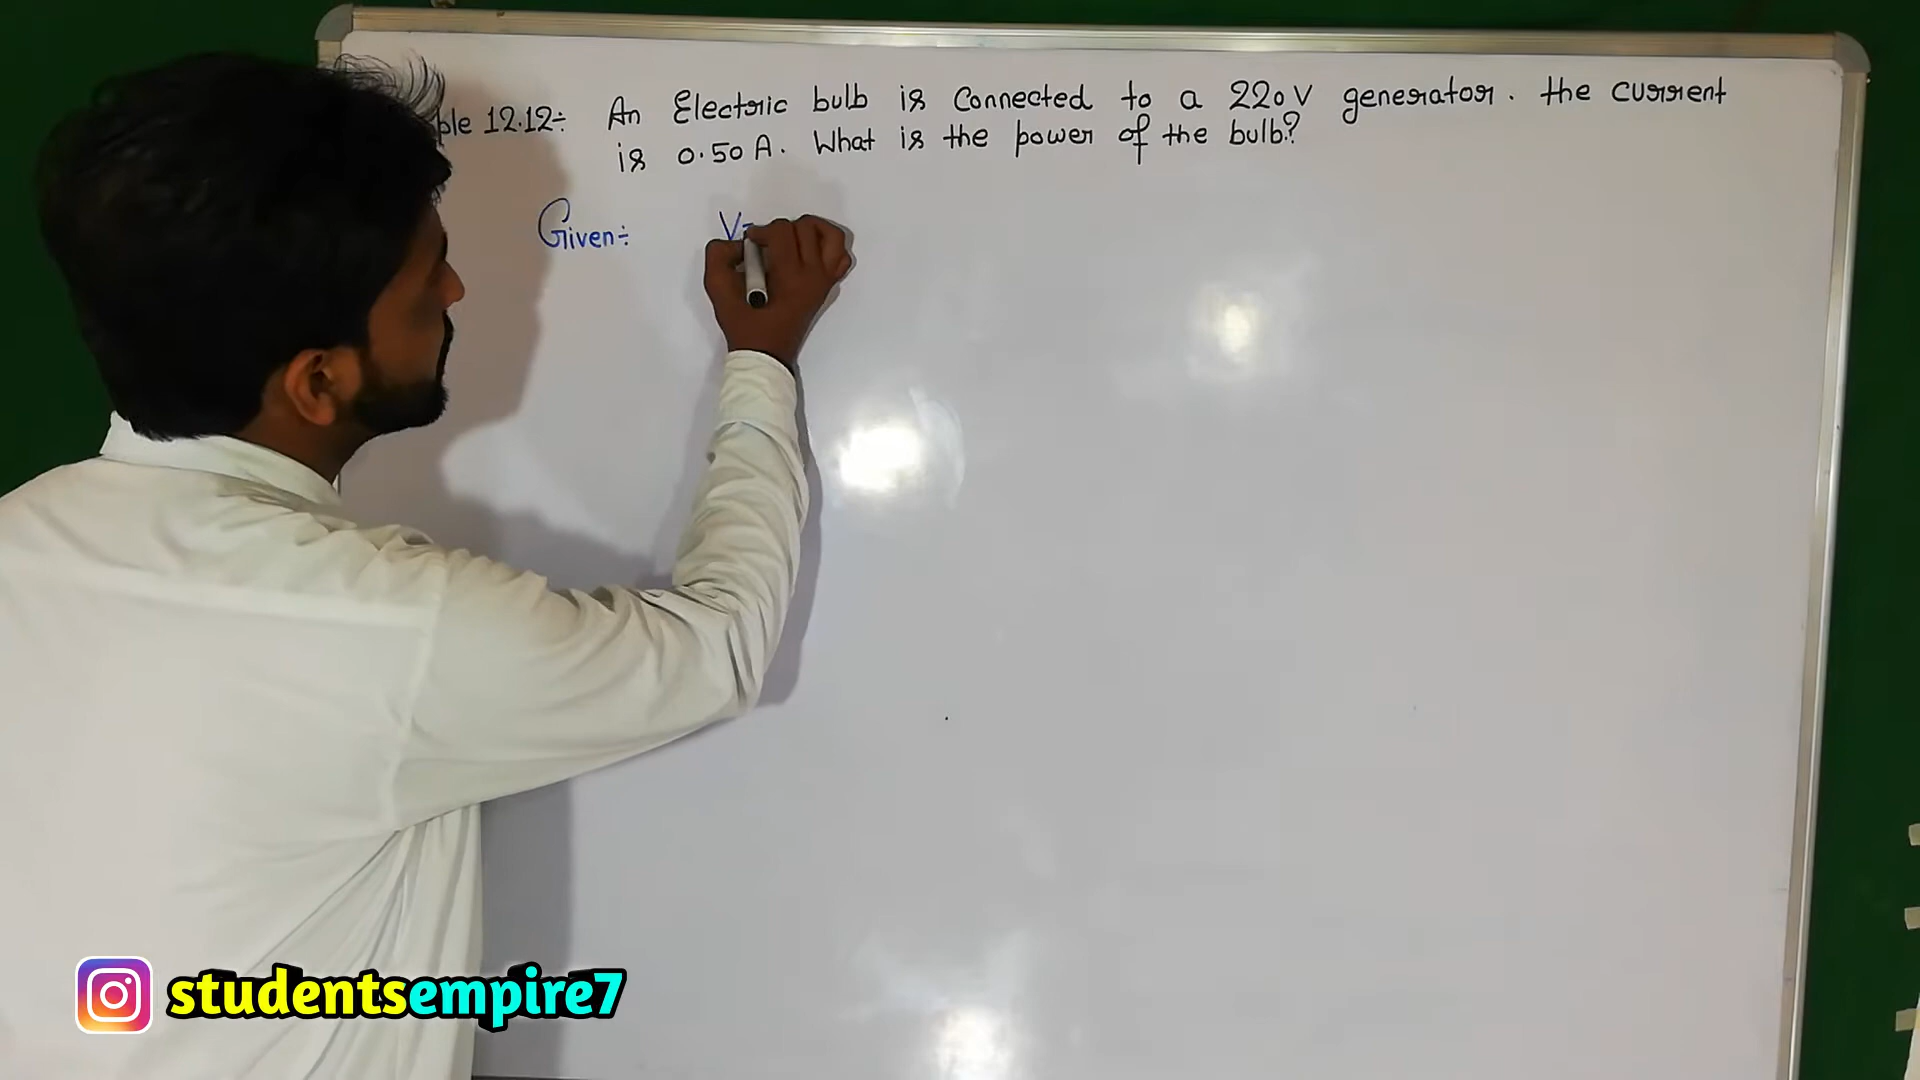 ble 12.12÷ An Electric bulb is Connected to a 220V generator. the current
is 0.50 A. What is the power of the bulb?
Given÷ V=
studentsempire7